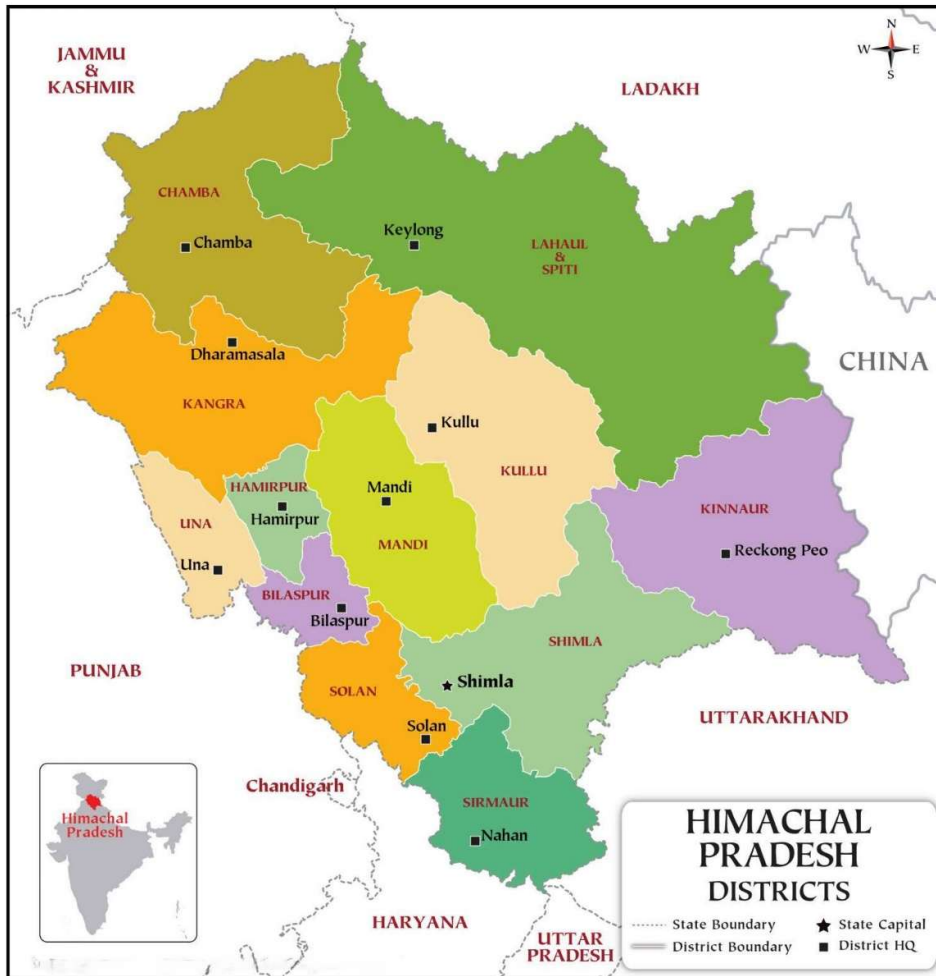 JAMMU
&
KASHMIR
N
W E
S
LADAKH
CHAMBA
Chamba
Keylong
LAHAUL
&
SPITI
CHINA
Dharamasala
KANGRA
Kullu
KULLU
HAMIRPUR
Hamirpur
Mandi
MANDI
KINNAUR
Reckong Peo
UNA
Una
BILASPUR
Bilaspur
SHIMLA
Shimla
PUNJAB
SOLAN
Solan
UTTARAKHAND
Chandigarh
SIRMAUR
Nahan
Himachal
Pradesh
HARYANA
UTTAR
PRADESH
HIMACHAL
PRADESH
DISTRICTS
State Boundary
State Capital
District Boundary
District HQ